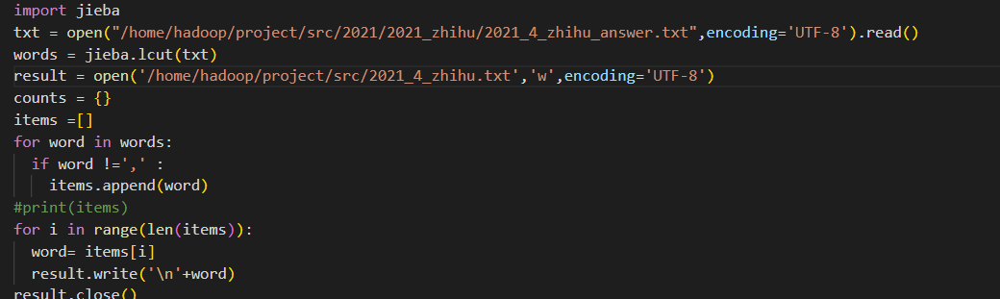 import jieba
txt = open("/home/hadoop/project/src/2021/2021_zhihu/2021_4_zhihu_answer.txt",encoding='UTF-8').read()
words = jieba.lcut(txt)
result = open('/home/hadoop/project/src/2021_4_zhihu.txt','w',encoding='UTF-8')
counts = {}
items =[]
for word in words:
  if word !=',' :
    items.append(word)
#print(items)
for i in range(len(items)):
  word= items[i]
  result.write('\n'+word)
result.close()